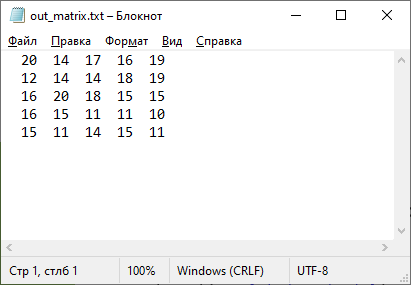 out_matrix.txt – Блокнот
Файл Правка Формат Вид Справка
20 14 17 16 19
12 14 14 18 19
16 20 18 15 15
16 15 11 11 10
15 11 14 15 11
Стр 1, стлб 1 100% Windows (CRLF) UTF-8